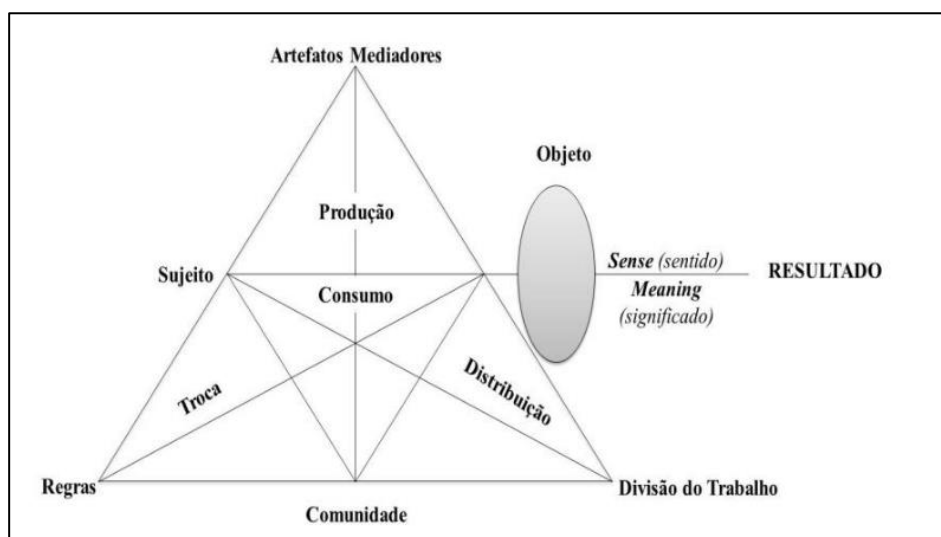 Artefatos Mediadores
Objeto
Produção
Sujeito
Sense (sentido)
RESULTADO
Meaning
(significado)
Consumo
Troca
Distribuição
Regras
Divisão do Trabalho
Comunidade